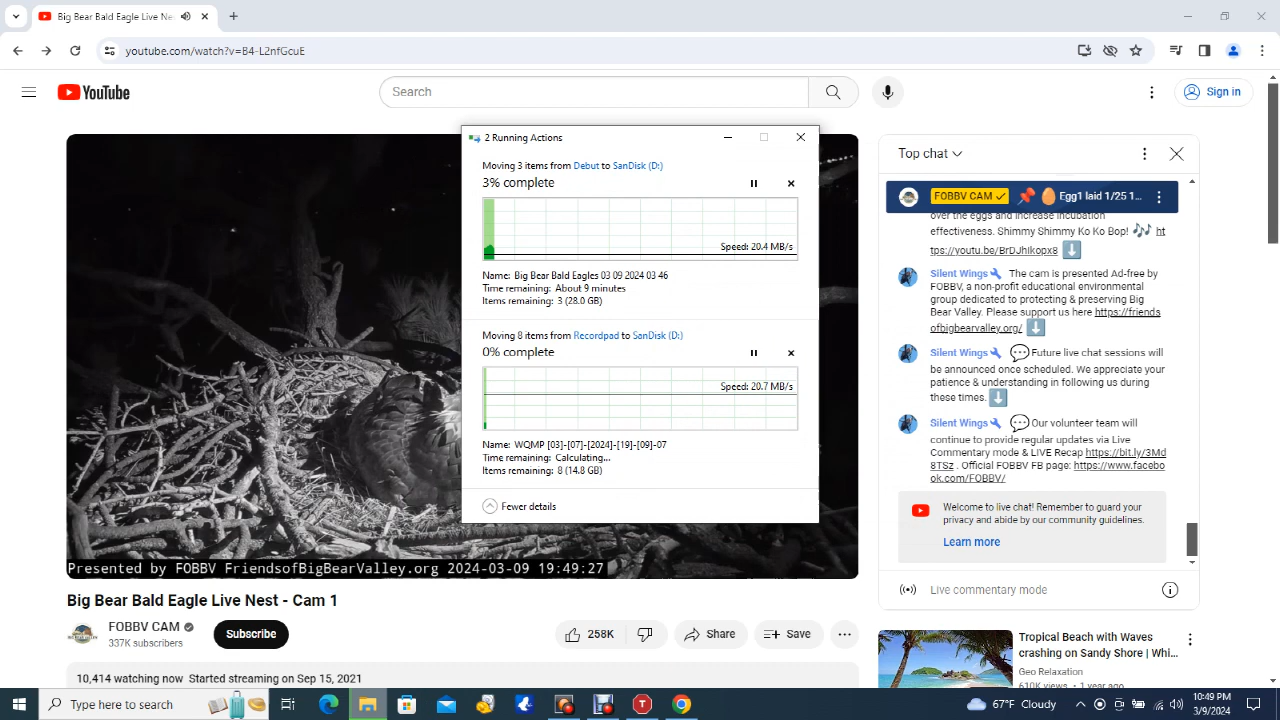 Big Bear Bald Eagle Live Ne
youtube.com/watch?v=B4-L2nfGcuE
YouTube
Search
Sign in
2 Running Actions
Moving 3 items from Debut to SanDisk (D:)
3% complete
Speed: 20.4 MB/s
Name: Big Bear Bald Eagles 03 09 2024 03 46
Time remaining: About 9 minutes
Items remaining: 3 (28.0 GB)
Moving 8 items from Recordpad to SanDisk (D:)
0% complete
Speed: 20.7 MB/s
Name: WQMP [03]-[07]-[2024]-[19]-[09]-07
Time remaining: Calculating...
Items remaining: 8 (14.8 GB)
Fewer details
Presented by FOBBV FriendsofBigBearValley.org 2024-03-09 19:49:27
Top chat
FOBBV CAM Egg1 laid 1/25 1...
over the eggs and increase incubation
effectiveness. Shimmy Shimmy Ko Ko Bop! ht
tps://youtu.be/BrDJhIkopx8
Silent Wings The cam is presented Ad-free by
FOBBV, a non-profit educational environmental
group dedicated to protecting & preserving Big
Bear Valley. Please support us here https://friends
ofbigbearvalley.org/
Silent Wings Future live chat sessions will
be announced once scheduled. We appreciate your
patience & understanding in following us during
these times.
Silent Wings Our volunteer team will
continue to provide regular updates via Live
Commentary mode & LIVE Recap https://bit.ly/3Md
8TSz . Official FOBBV FB page: https://www.facebo
ok.com/FOBBV/
Welcome to live chat! Remember to guard your
privacy and abide by our community guidelines.
Learn more
Live commentary mode
Big Bear Bald Eagle Live Nest - Cam 1
FOBBV CAM
337K subscribers
Subscribe
258K
Share
Save
10,414 watching now Started streaming on Sep 15, 2021
Tropical Beach with Waves
crashing on Sandy Shore | Whi...
Geo Relaxation
610K views • 1 year ago
Type here to search
67°F Cloudy
10:49 PM
3/9/2024